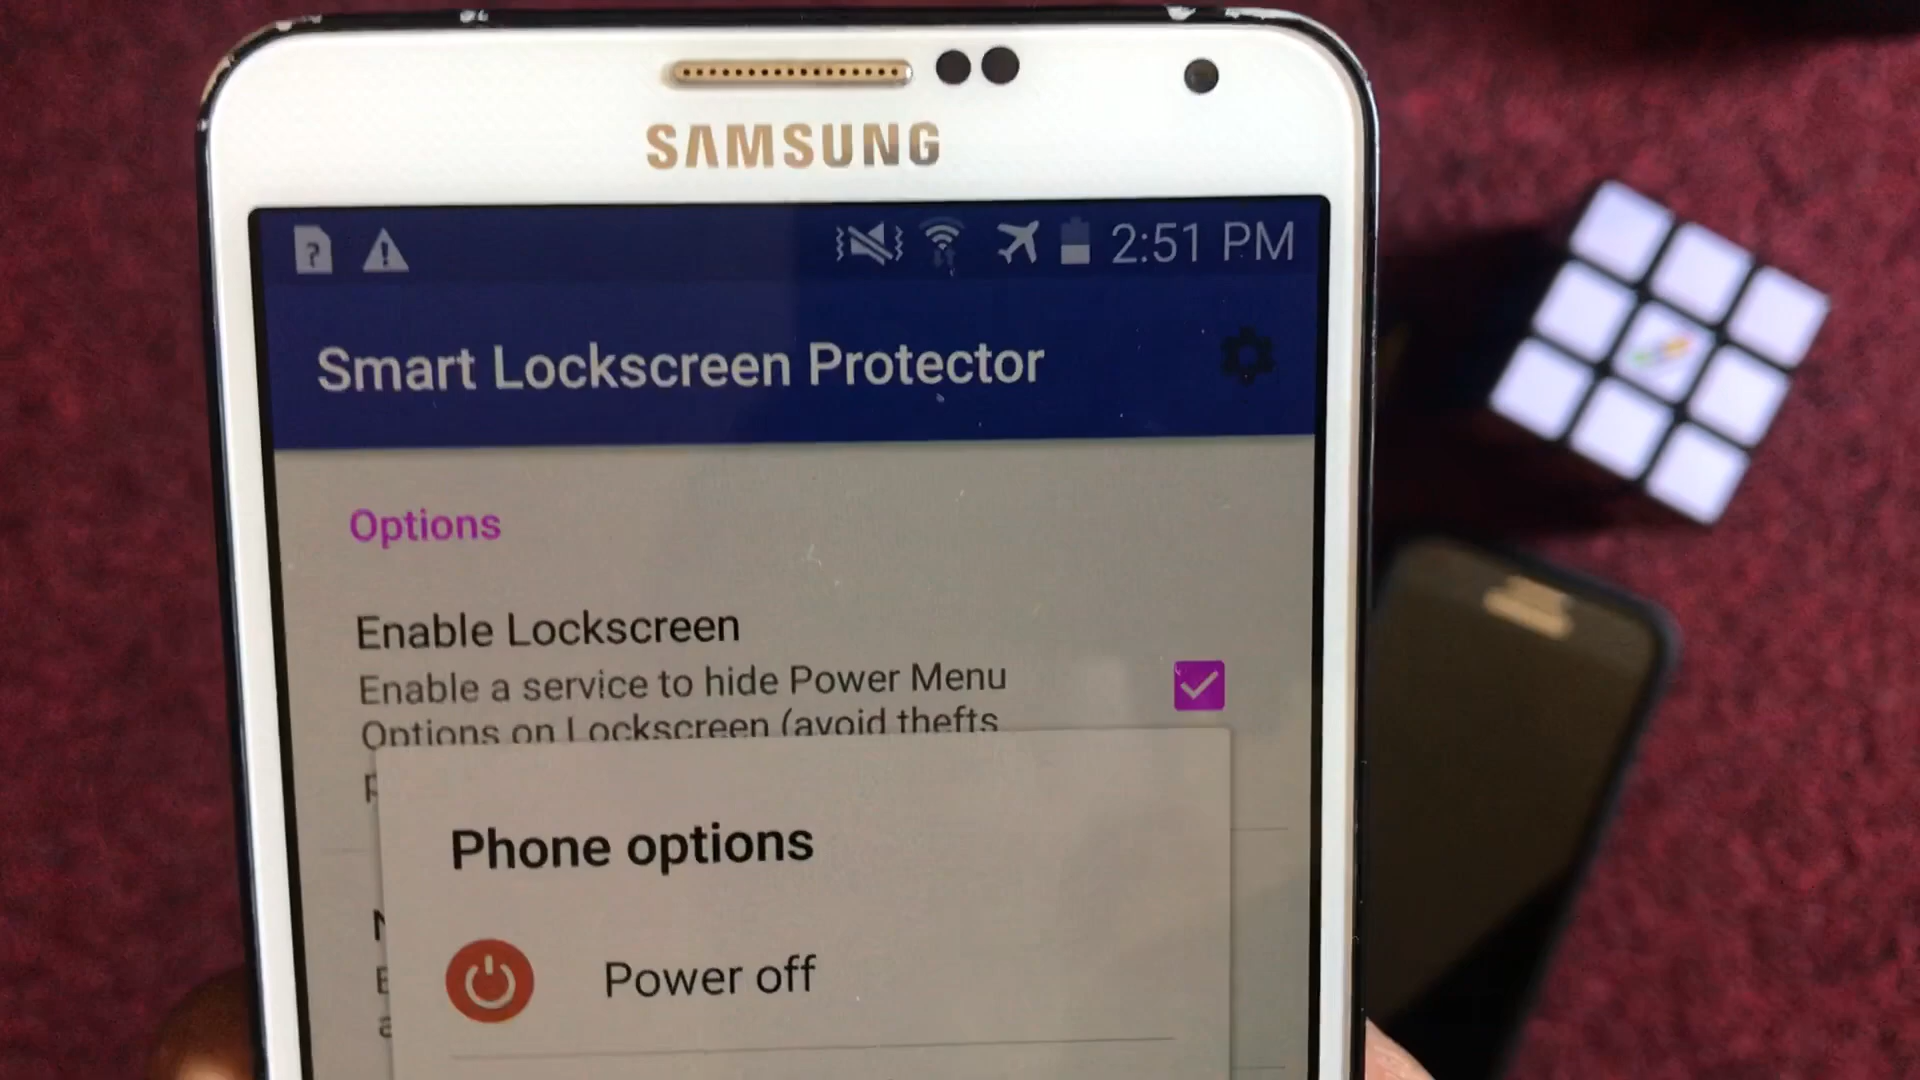 SAMSUNG
2:51 PM
Smart Lockscreen Protector
Options
Enable Lockscreen
Enable a service to hide Power Menu
Options on Lockscreen (avoid thefts
Phone options
Power off